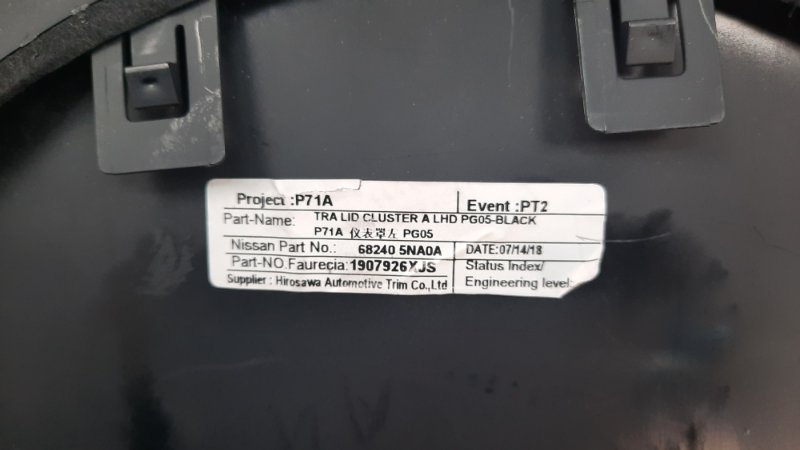 Project :P71A
Event :PT2
Part-Name: TRA LID CLUSTER A LHD PG05-BLACK
P71A 仪表罩左 PG05
Nissan Part No.: 68240 5NA0A
DATE:07/14/18
Part-NO.Faurecia:1907926XJS
Status Index/
Supplier : Hirosawa Automotive Trim Co.,Ltd
Engineering level: